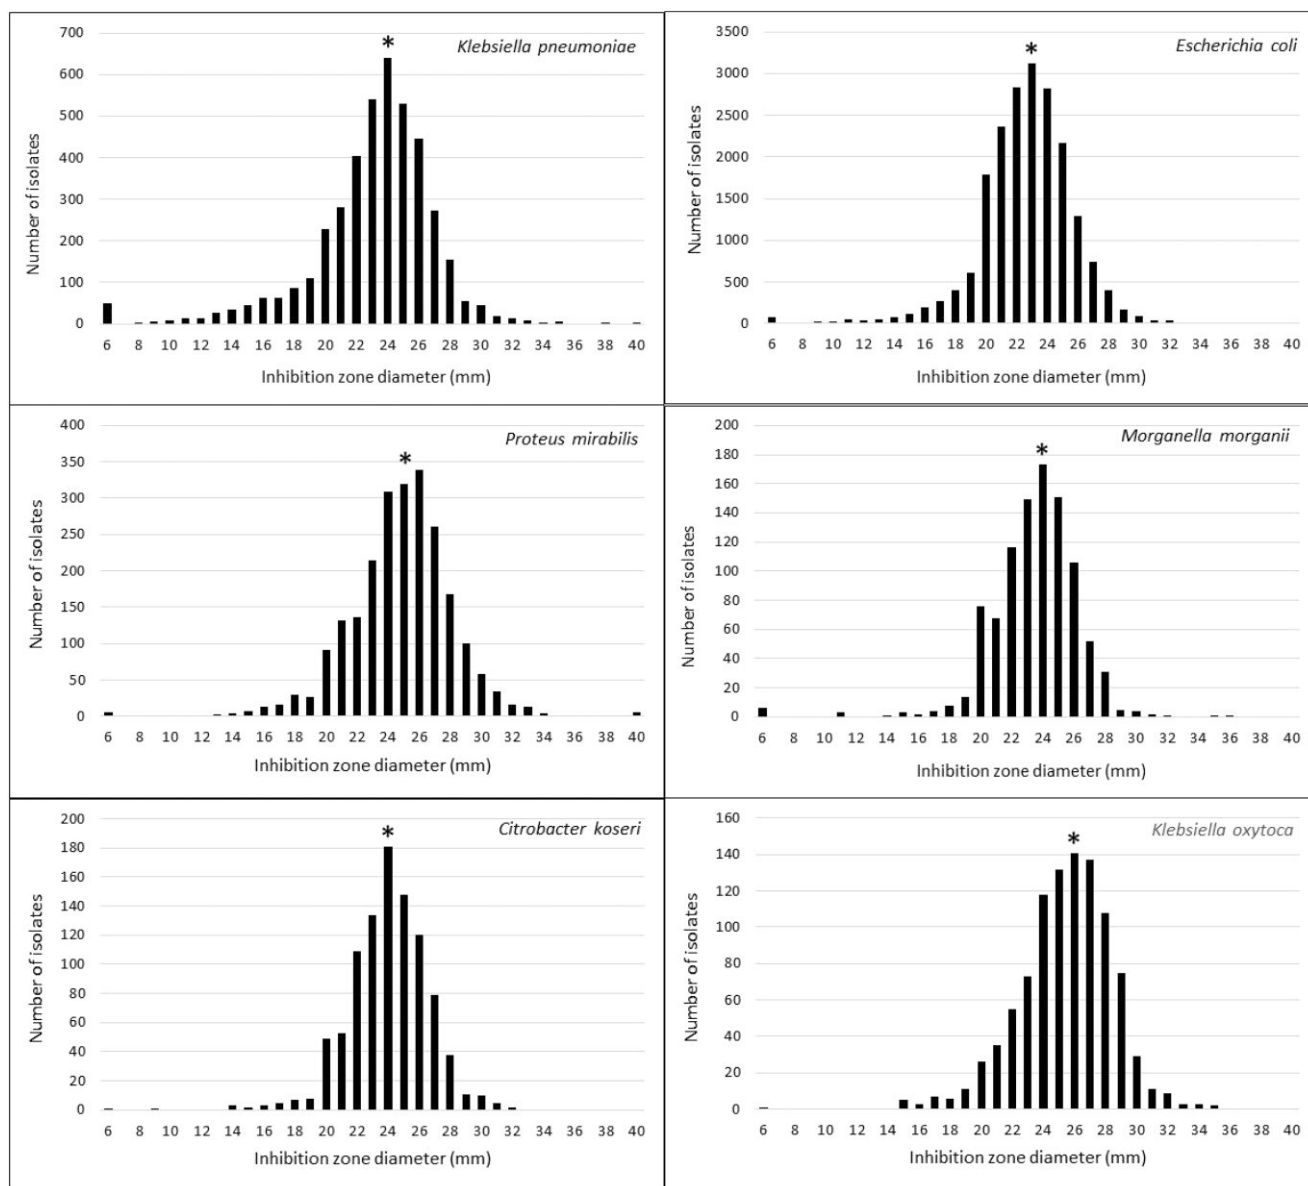 Klebsiella pneumoniae
*
Number of isolates
700
600
500
400
300
200
100
0
6 8 10 12 14 16 18 20 22 24 26 28 30 32 34 36 38 40
Inhibition zone diameter (mm)
Escherichia coli
*
Number of isolates
3500
3000
2500
2000
1500
1000
500
0
6 8 10 12 14 16 18 20 22 24 26 28 30 32 34 36 38 40
Inhibition zone diameter (mm)
Proteus mirabilis
*
Number of isolates
400
350
300
250
200
150
100
50
0
6 8 10 12 14 16 18 20 22 24 26 28 30 32 34 36 38 40
Inhibition zone diameter (mm)
Morganella morganii
*
Number of isolates
200
180
160
140
120
100
80
60
40
20
0
6 8 10 12 14 16 18 20 22 24 26 28 30 32 34 36 38 40
Inhibition zone diameter (mm)
Citrobacter koseri
*
Number of isolates
200
180
160
140
120
100
80
60
40
20
0
6 8 10 12 14 16 18 20 22 24 26 28 30 32 34 36 38 40
Inhibition zone diameter (mm)
Klebsiella oxytoca
*
Number of isolates
160
140
120
100
80
60
40
20
0
6 8 10 12 14 16 18 20 22 24 26 28 30 32 34 36 38 40
Inhibition zone diameter (mm)